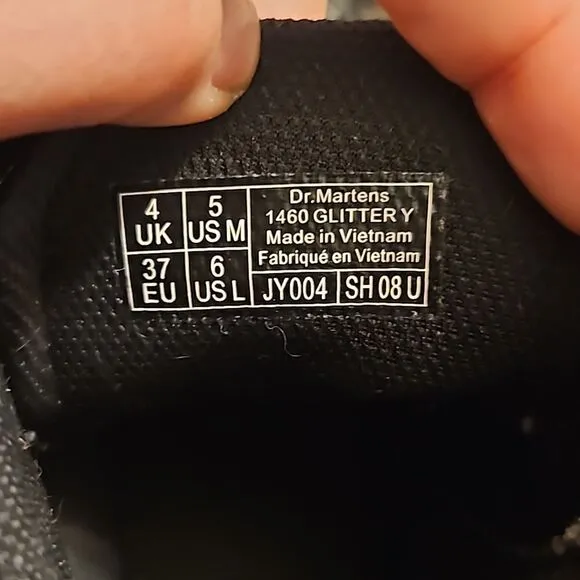 4 UK
5 US M
37 EU
6 US L
Dr.Martens
1460 GLITTER Y
Made in Vietnam
Fabriqué en Vietnam
JY004
SH 08 U